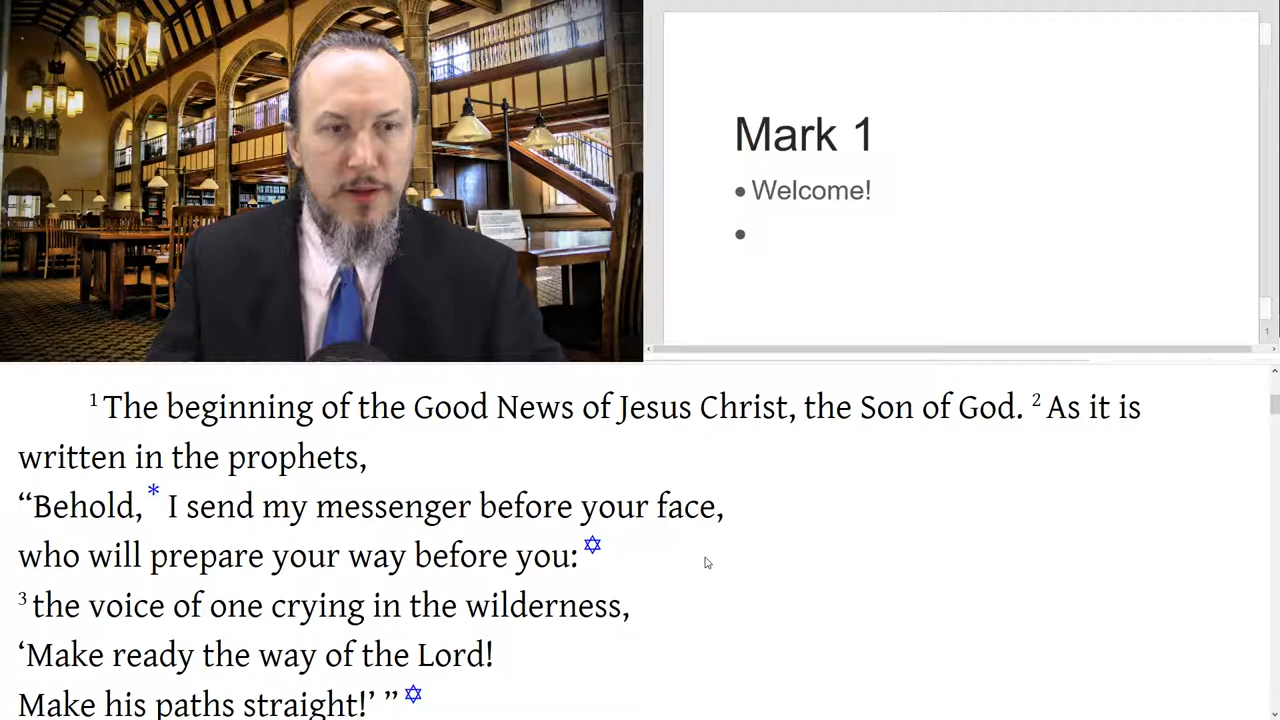 Mark 1
• Welcome!
•
1
1 The beginning of the Good News of Jesus Christ, the Son of God. 2 As it is
written in the prophets,
“Behold,* I send my messenger before your face,
who will prepare your way before you:✡
3 the voice of one crying in the wilderness,
‘Make ready the way of the Lord!
Make his paths straight!’ ”✡